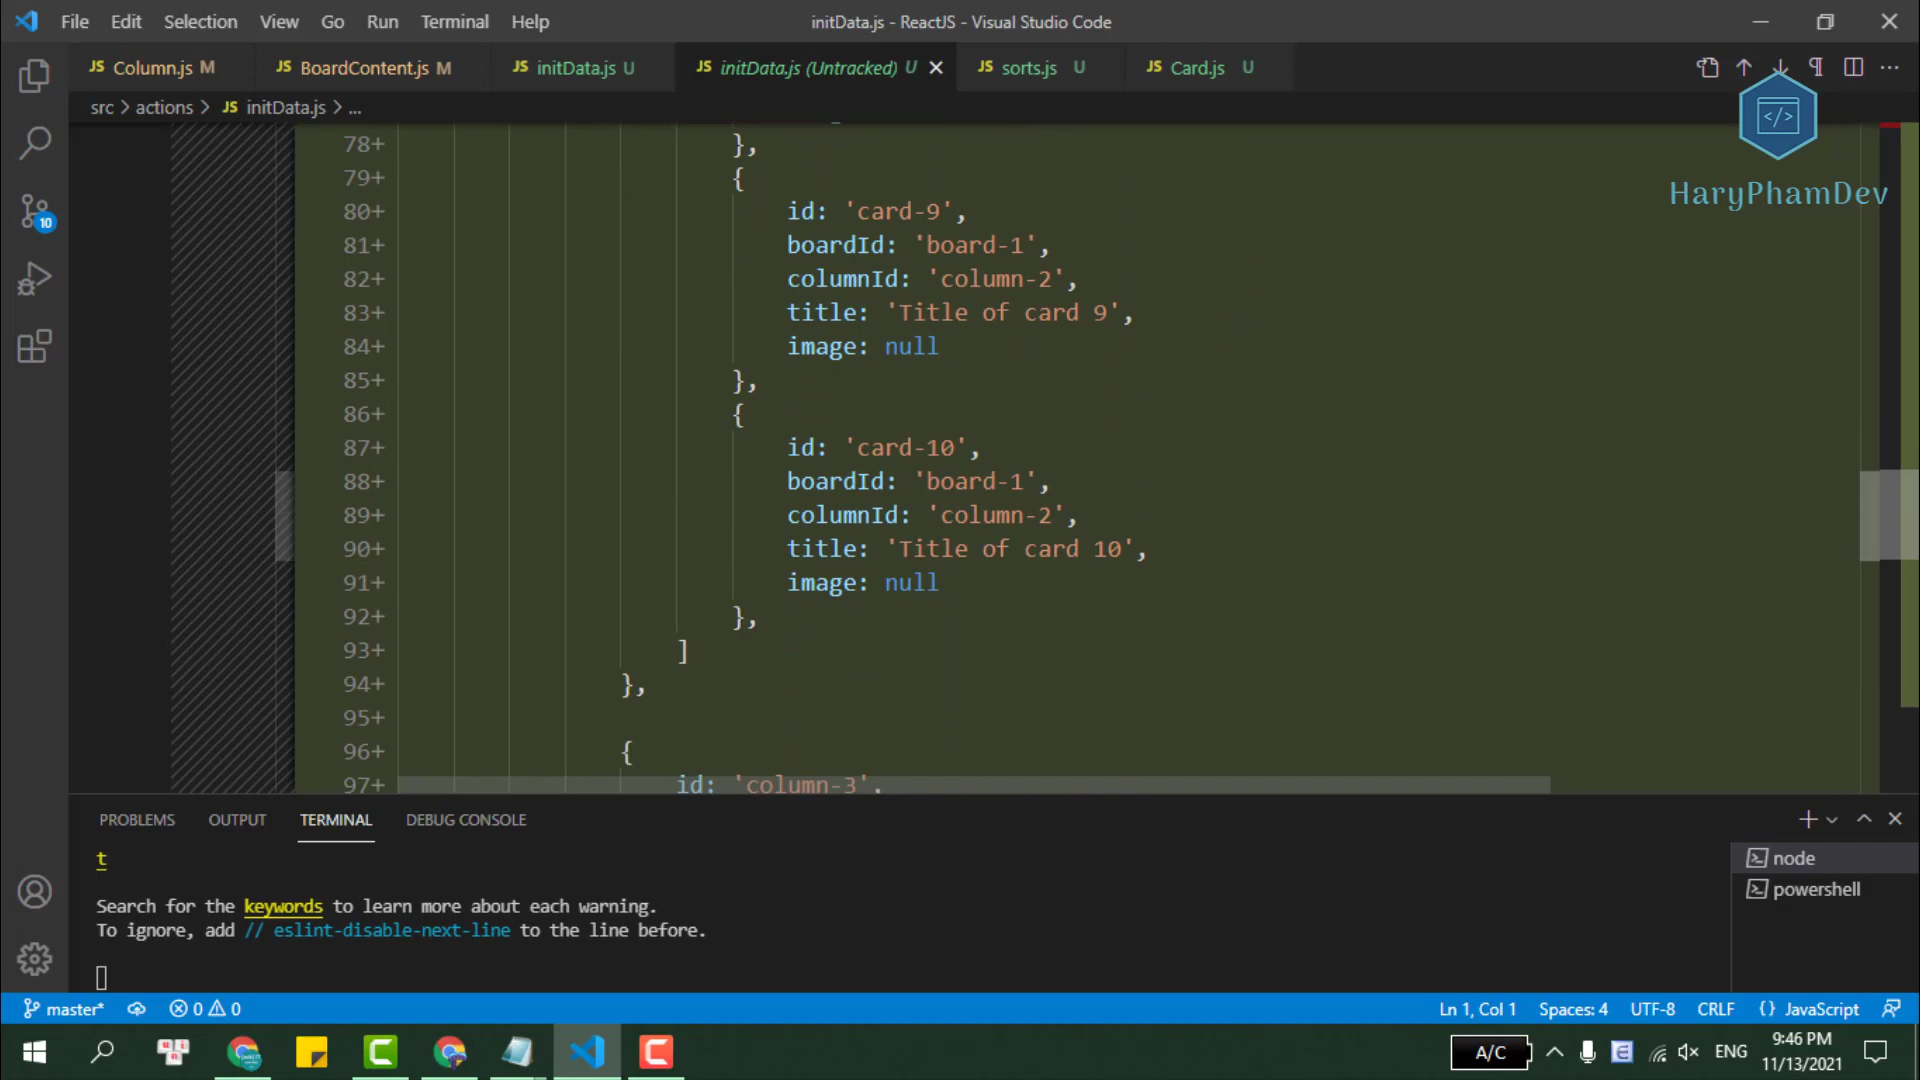 File Edit Selection View Go Run Terminal Help
initData.js - ReactJS - Visual Studio Code
JS Column.js M
JS BoardContent.js M
JS initData.js U
JS initData.js (Untracked) U
JS sorts.js U
JS Card.js U
src > actions > JS initData.js > ...
</>
HaryPhamDev
78+ },
79+ {
80+ id: 'card-9',
81+ boardId: 'board-1',
82+ columnId: 'column-2',
83+ title: 'Title of card 9',
84+ image: null
85+ },
86+ {
87+ id: 'card-10',
88+ boardId: 'board-1',
89+ columnId: 'column-2',
90+ title: 'Title of card 10',
91+ image: null
92+ },
93+ ]
94+ },
95+
96+ {
97+ id: 'column-3',
10
PROBLEMS OUTPUT TERMINAL DEBUG CONSOLE
t
Search for the keywords to learn more about each warning.
To ignore, add // eslint-disable-next-line to the line before.
node
powershell
master* 0 0
Ln 1, Col 1 Spaces: 4 UTF-8 CRLF {} JavaScript
A/C
ENG
9:46 PM
11/13/2021